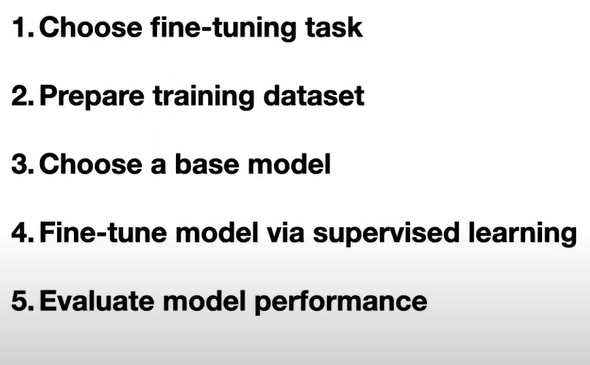 1. Choose fine-tuning task
2. Prepare training dataset
3. Choose a base model
4. Fine-tune model via supervised learning
5. Evaluate model performance